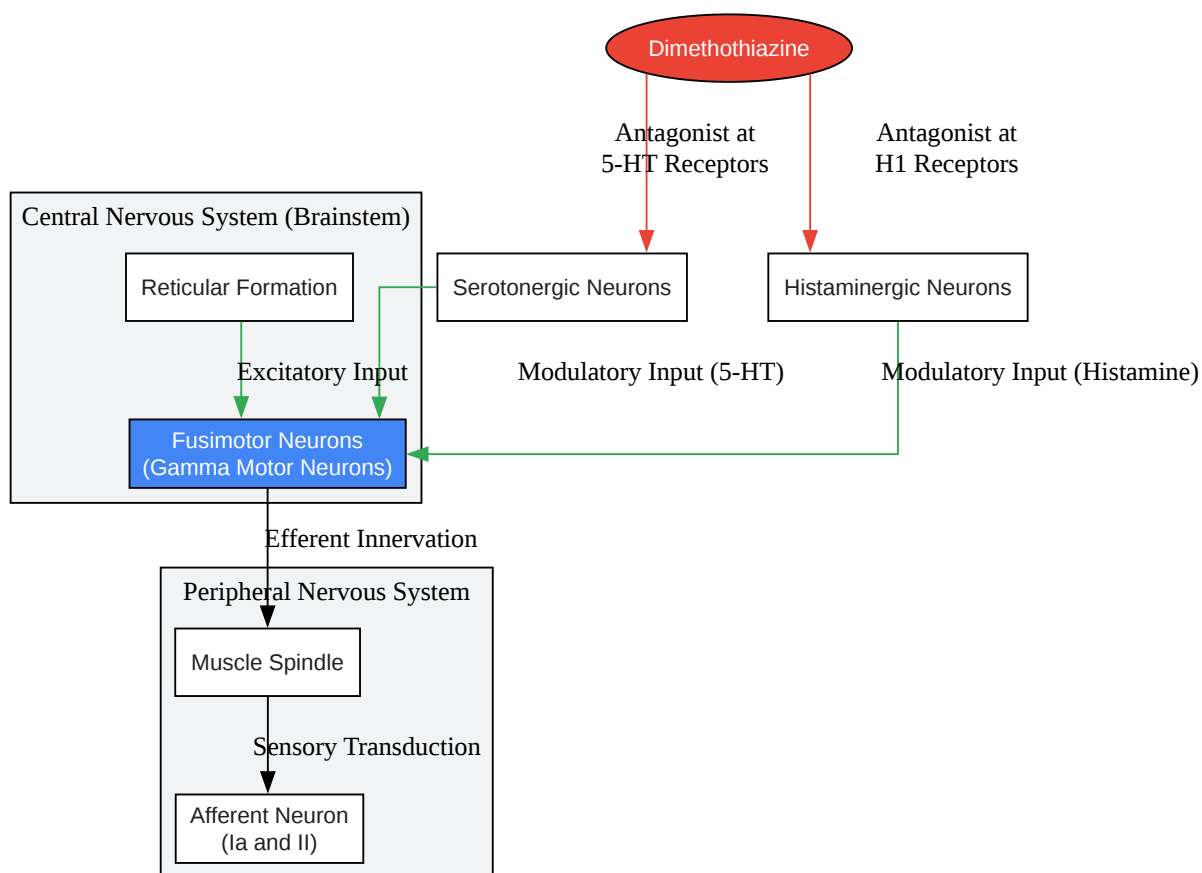 Dimethothiazine
Antagonist at
5-HT Receptors
Antagonist at
H1 Receptors
Central Nervous System (Brainstem)
Reticular Formation
Serotonergic Neurons
Histaminergic Neurons
Excitatory Input
Modulatory Input (5-HT)
Modulatory Input (Histamine)
Fusimotor Neurons
(Gamma Motor Neurons)
Efferent Innervation
Peripheral Nervous System
Muscle Spindle
Sensory Transduction
Afferent Neuron
(Ia and II)